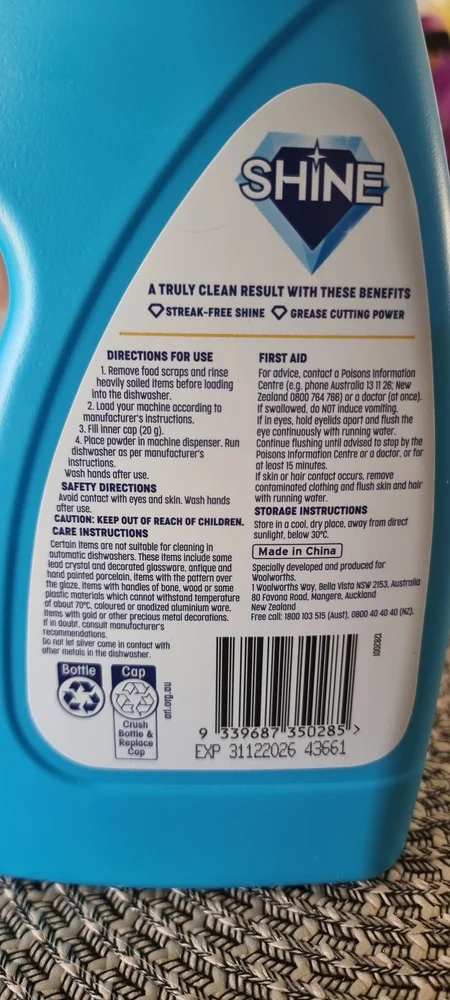 SHINE
A TRULY CLEAN RESULT WITH THESE BENEFITS
STREAK-FREE SHINE GREASE CUTTING POWER
DIRECTIONS FOR USE
1. Remove food scraps and rinse
heavily soiled items before loading
into the dishwasher.
2. Load your machine according to
manufacturer's instructions.
3. Fill inner cap (20 g).
4. Place powder in machine dispenser. Run
dishwasher as per manufacturer's
instructions.
Wash hands after use.
SAFETY DIRECTIONS
Avoid contact with eyes and skin. Wash hands
after use.
CAUTION: KEEP OUT OF REACH OF CHILDREN.
CARE INSTRUCTIONS
Certain items are not suitable for cleaning in
automatic dishwashers. These items include some
lead crystal and decorated glassware, antique and
hand painted porcelain, items with the pattern over
the glaze, items with handles of bone, wood or some
plastic materials which cannot withstand temperature
of about 70°C, coloured or anodized aluminium ware,
items with gold or other precious metal decorations.
If in doubt, consult manufacturer's
recommendations.
Do not let silver come in contact with
other metals in the dishwasher.
FIRST AID
For advice, contact a Poisons Information
Centre (e.g. phone Australia 13 11 26; New
Zealand 0800 764 766) or a doctor (at once).
If swallowed, do NOT induce vomiting.
If in eyes, hold eyelids apart and flush the
eye continuously with running water.
Continue flushing until advised to stop by the
Poisons Information Centre or a doctor, or for
at least 15 minutes.
If skin or hair contact occurs, remove
contaminated clothing and flush skin and hair
with running water.
STORAGE INSTRUCTIONS
Store in a cool, dry place, away from direct
sunlight, below 30°C.
Made in China
Specially developed and produced for
Woolworths.
1 Woolworths Way, Bella Vista NSW 2153, Australia
80 Favona Road, Mangere, Auckland
New Zealand
Free call: 1800 103 515 (Aust), 0800 40 40 40 (NZ).
Bottle
Cap
Crush
Bottle &
Replace
Cap
arl.org.au
9 339687 350285 >
EXP 31122026 43661